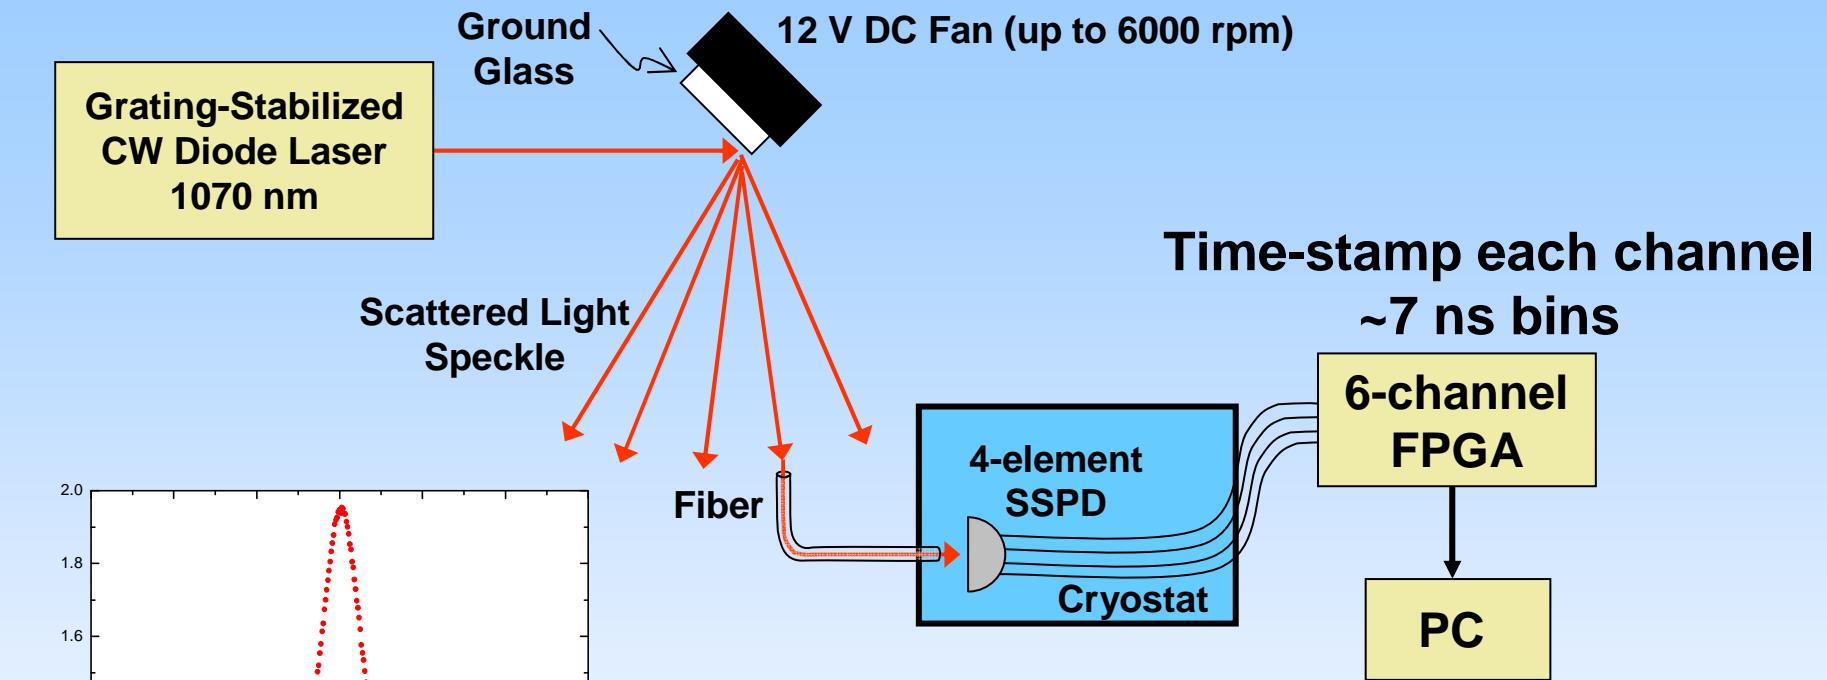 Ground
Glass
12 V DC Fan (up to 6000 rpm)
Grating-Stabilized
CW Diode Laser
1070 nm
Time-stamp each channel
~7 ns bins
Scattered Light
Speckle
6-channel
FPGA
4-element
SSPD
Fiber
Cryostat
PC
2.0
1.8
1.6